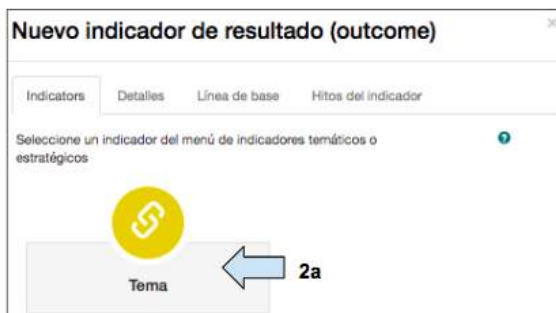 Nuevo indicador de resultado (outcome)
×
Indicators Detalles Línea de base Hitos del indicador
Seleccione un indicador del menú de indicadores temáticos o
estratégicos
?
2a
Tema